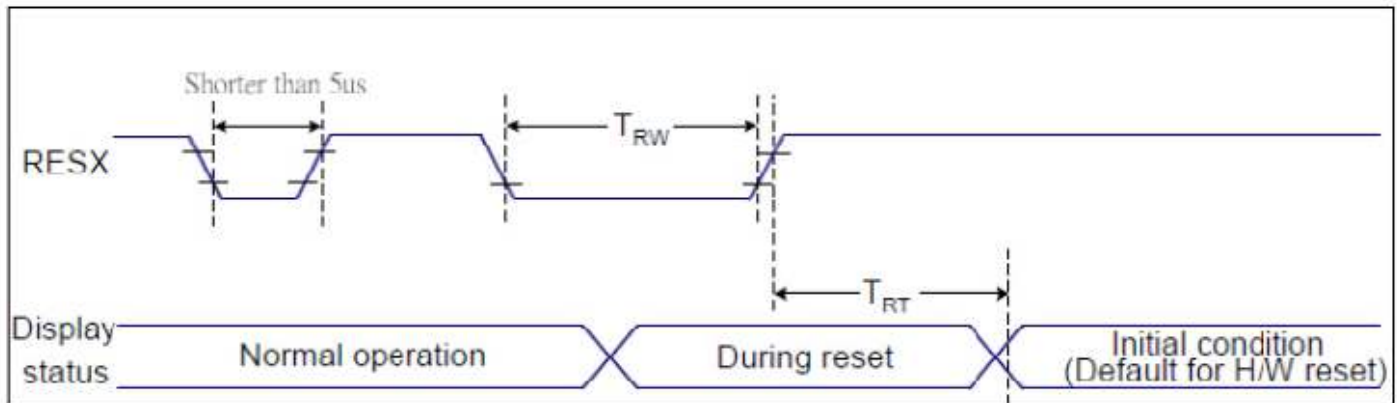 Shorter than 5us
RESX
TRW
TRT
Display
status
Normal operation
During reset
Initial condition
(Default for H/W reset)